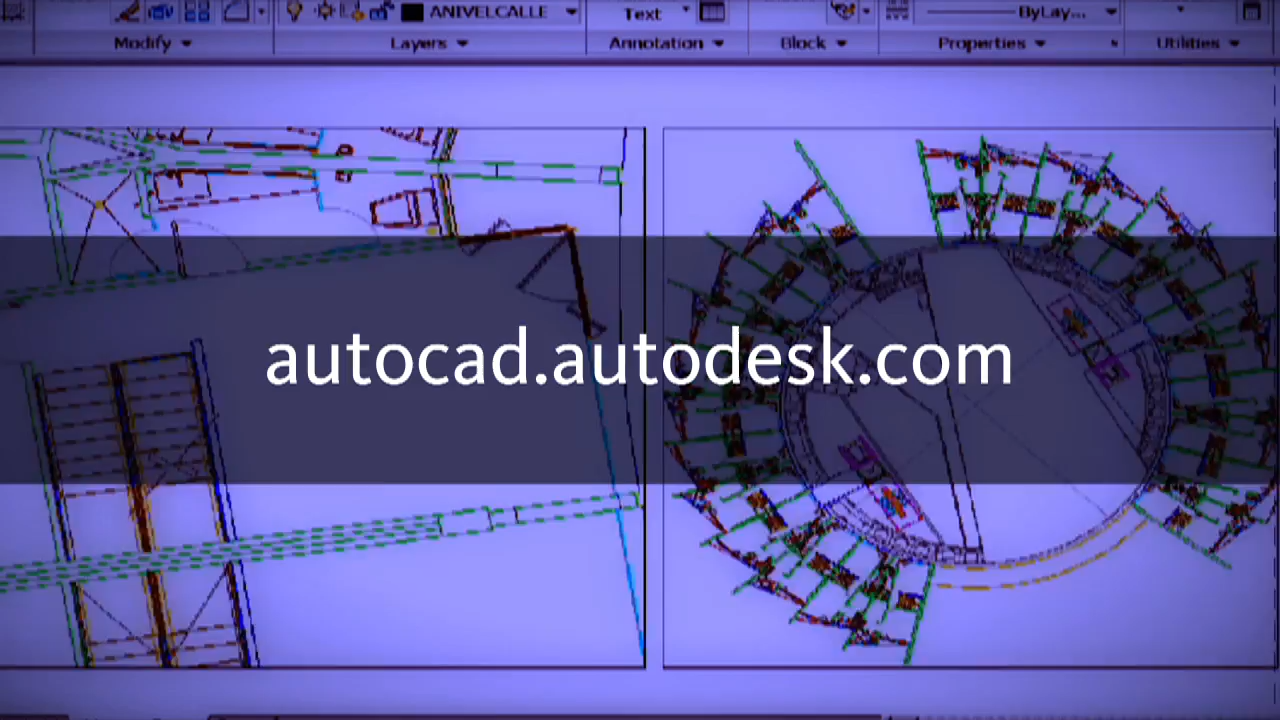 ANIVELCALLE
Text
ByLay...
Modify
Layers
Annotation
Block
Properties
Utilities
autocad.autodesk.com